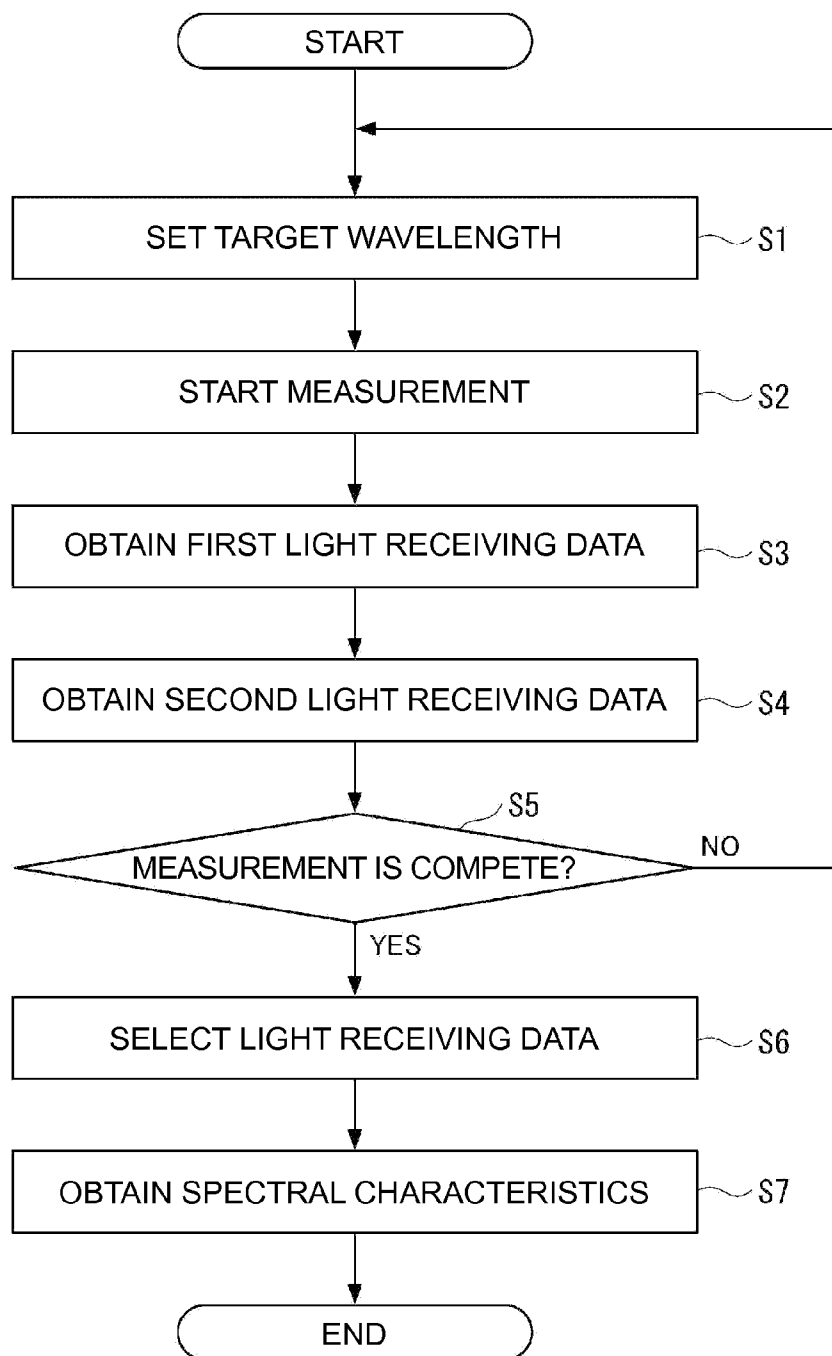 START
SET TARGET WAVELENGTH
S1
START MEASUREMENT
S2
OBTAIN FIRST LIGHT RECEIVING DATA
S3
OBTAIN SECOND LIGHT RECEIVING DATA
S4
S5
MEASUREMENT IS COMPETE?
NO
YES
SELECT LIGHT RECEIVING DATA
S6
OBTAIN SPECTRAL CHARACTERISTICS
S7
END